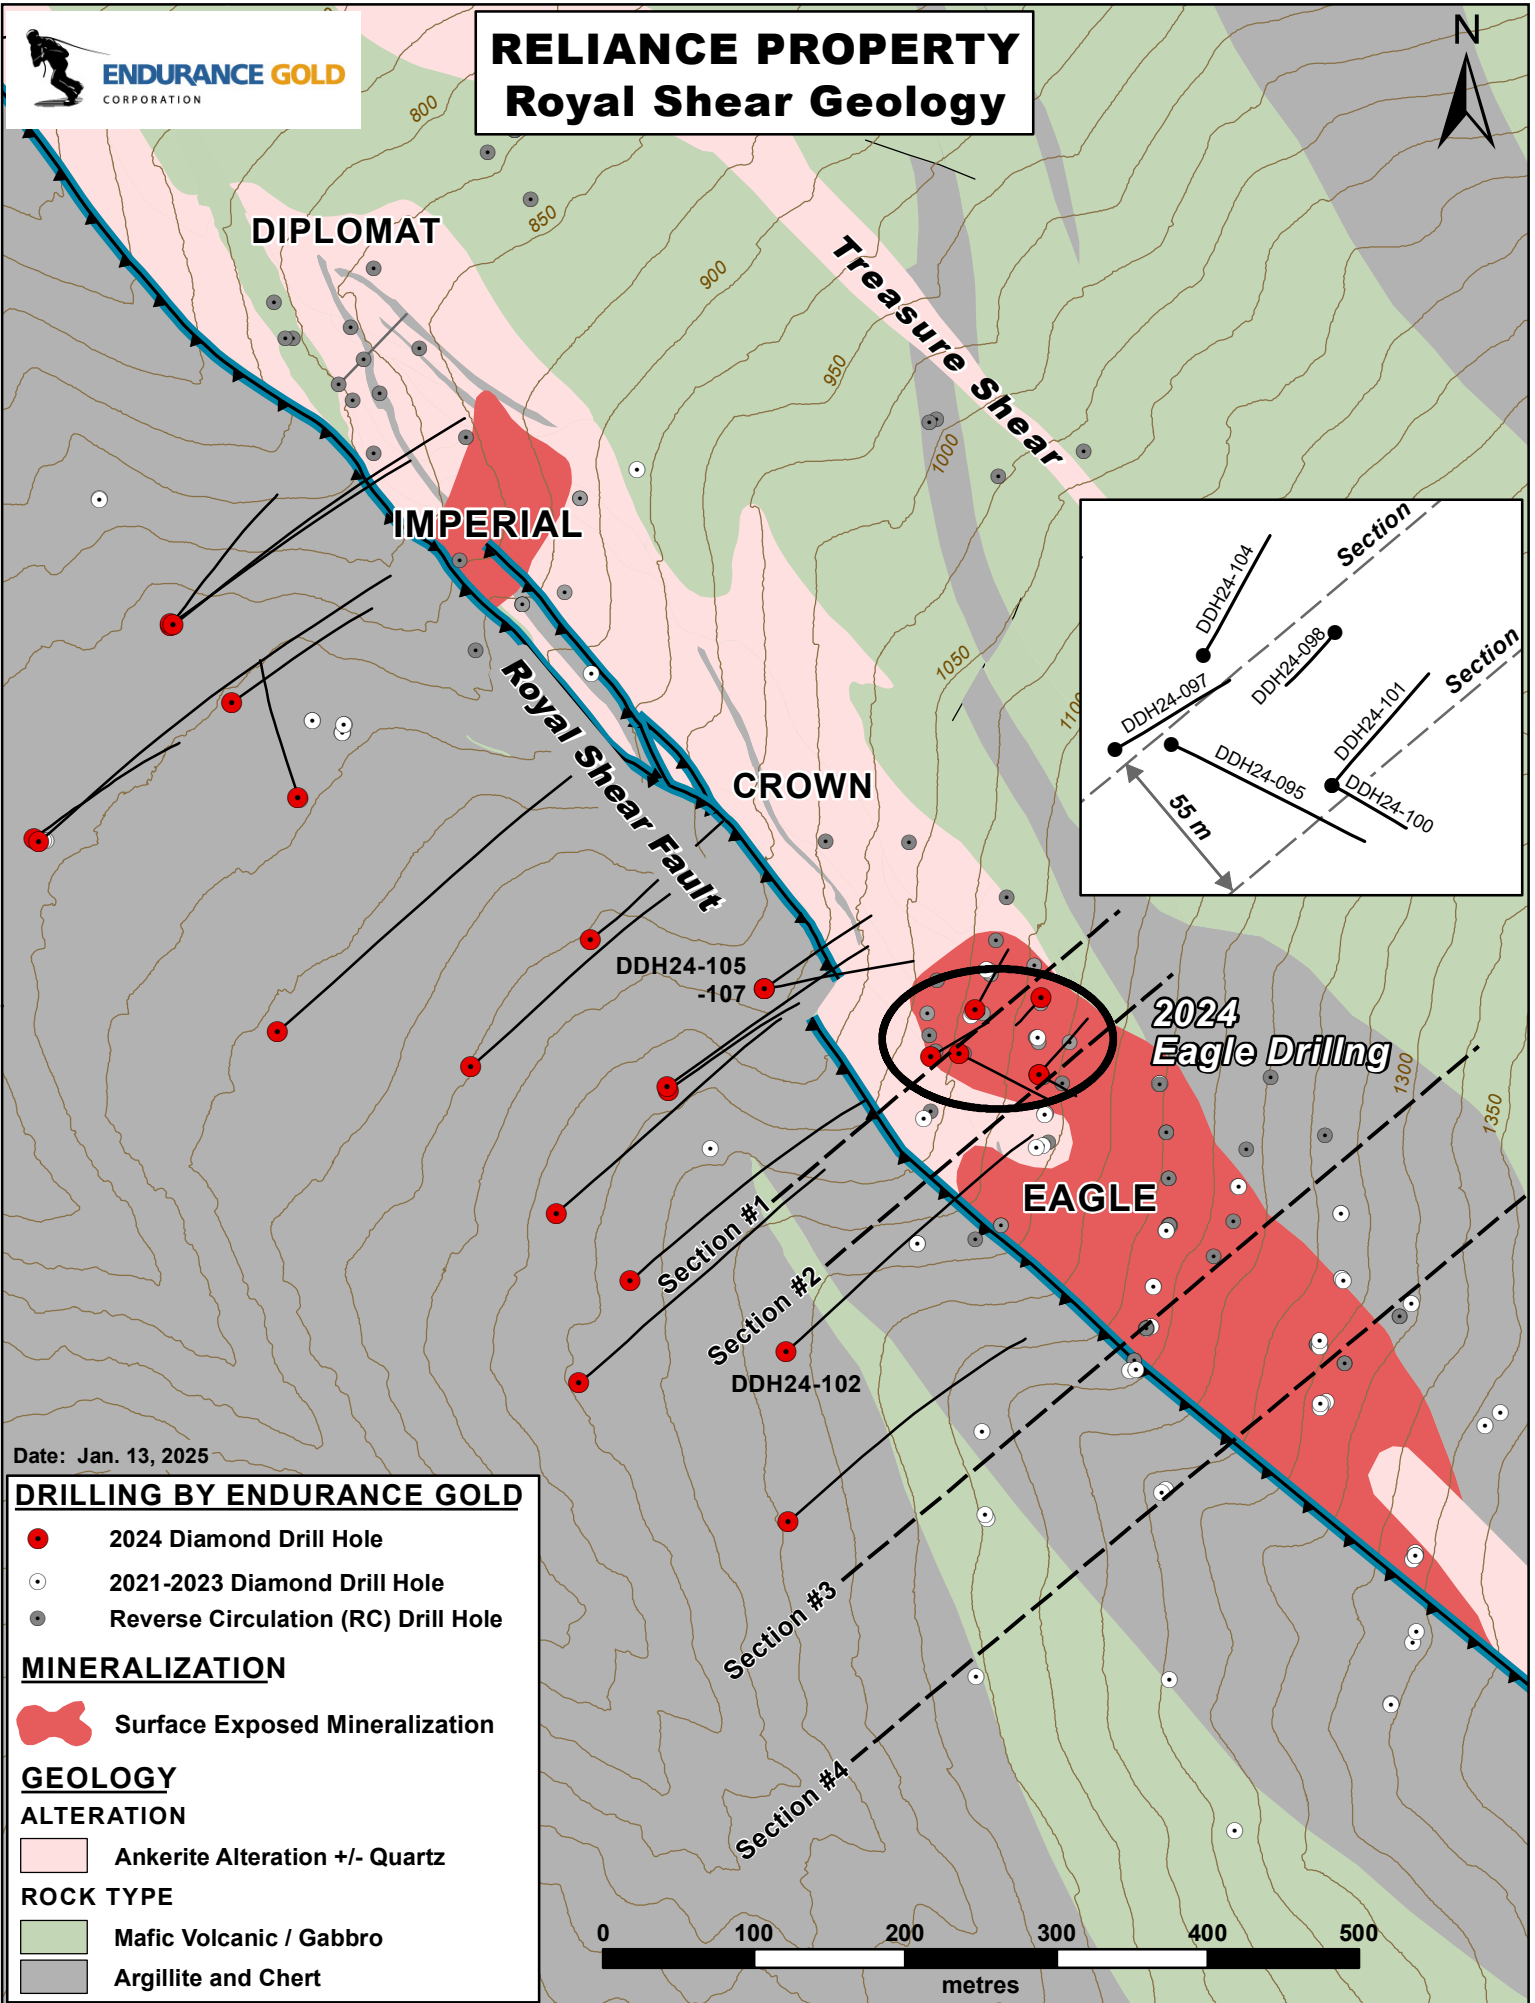 ENDURANCE GOLD
CORPORATION
RELIANCE PROPERTY
Royal Shear Geology
N
800
850
DIPLOMAT
900
Treasure Shear
950
1000
IMPERIAL
Section
DDH24-104
DDH24-098
Section
DDH24-097
DDH24-101
DDH24-095
DDH24-100
55 m
1050
1100
Royal Shear Fault
CROWN
DDH24-105
-107
2024
Eagle Drillng
1300
1350
EAGLE
Section #1
Section #2
DDH24-102
Section #3
Section #4
Date: Jan. 13, 2025
DRILLING BY ENDURANCE GOLD
2024 Diamond Drill Hole
2021-2023 Diamond Drill Hole
Reverse Circulation (RC) Drill Hole
MINERALIZATION
Surface Exposed Mineralization
GEOLOGY
ALTERATION
Ankerite Alteration +/- Quartz
ROCK TYPE
Mafic Volcanic / Gabbro
Argillite and Chert
0 100 200 300 400 500
metres